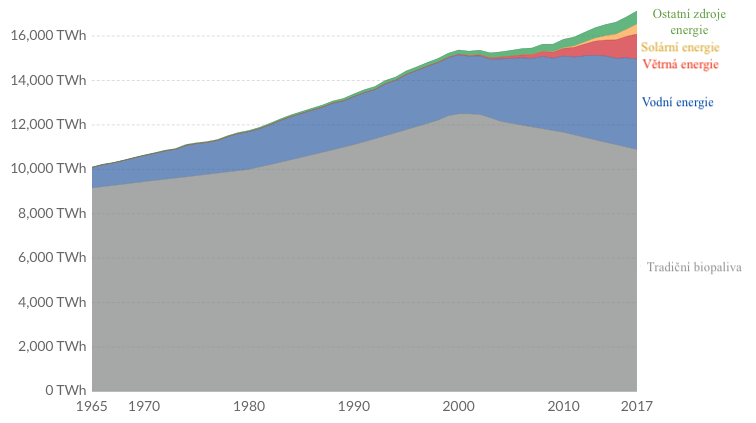 Ostatní zdroje
energie
16,000 TWh
Solární energie
Větrná energie
14,000 TWh
Vodní energie
12,000 TWh
10,000 TWh
8,000 TWh
6,000 TWh
Tradiční biopaliva
4,000 TWh
2,000 TWh
0 TWh
1965 1970 1980 1990 2000 2010 2017